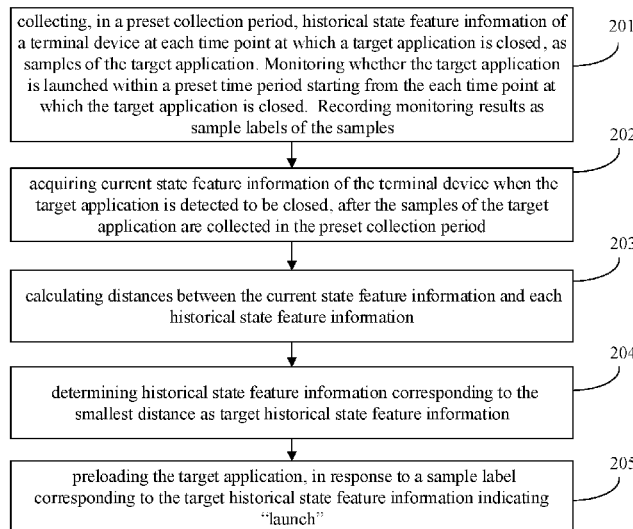 collecting, in a preset collection period, historical state feature information of
a terminal device at each time point at which a target application is closed, as
samples of the target application. Monitoring whether the target application
is launched within a preset time period starting from the each time point at
which the target application is closed.  Recording monitoring results as
sample labels of the samples
201
acquiring current state feature information of the terminal device when the
target application is detected to be closed, after the samples of the target
application are collected in the preset collection period
202
calculating distances between the current state feature information and each
historical state feature information
203
determining historical state feature information corresponding to the
smallest distance as target historical state feature information
204
preloading the target application, in response to a sample label
corresponding to the target historical state feature information indicating
“launch”
205